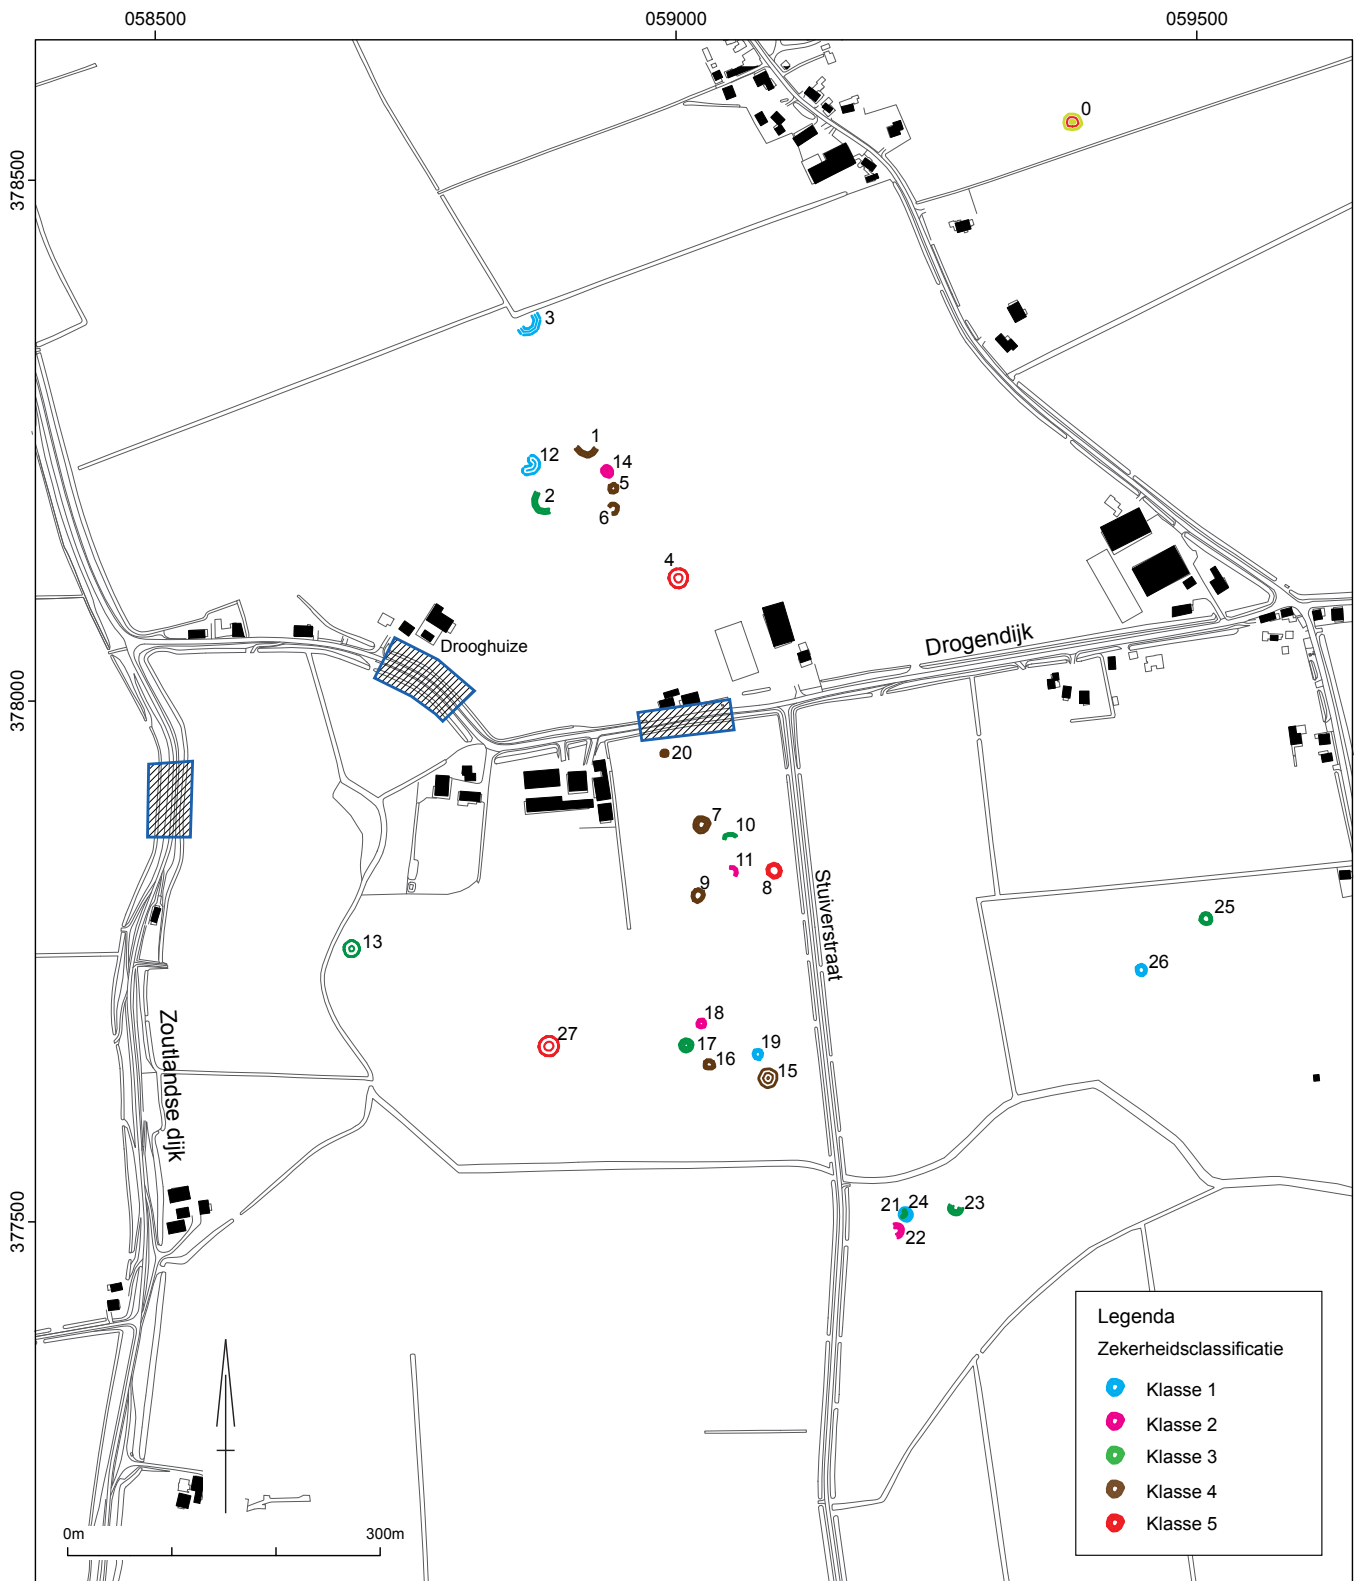 058500
059000
059500
0
378500
3
1
12
14
5
2
6
4
Drooghuize
Drogendijk
378000
20
7
10
11
8
9
Stuiverstraat
25
13
26
18
27
17
19
16
15
Zoutlandse dijk
21
24
23
22
377500
Legenda
Zekerheidsclassificatie
Klasse 1
Klasse 2
Klasse 3
Klasse 4
Klasse 5
0m
300m